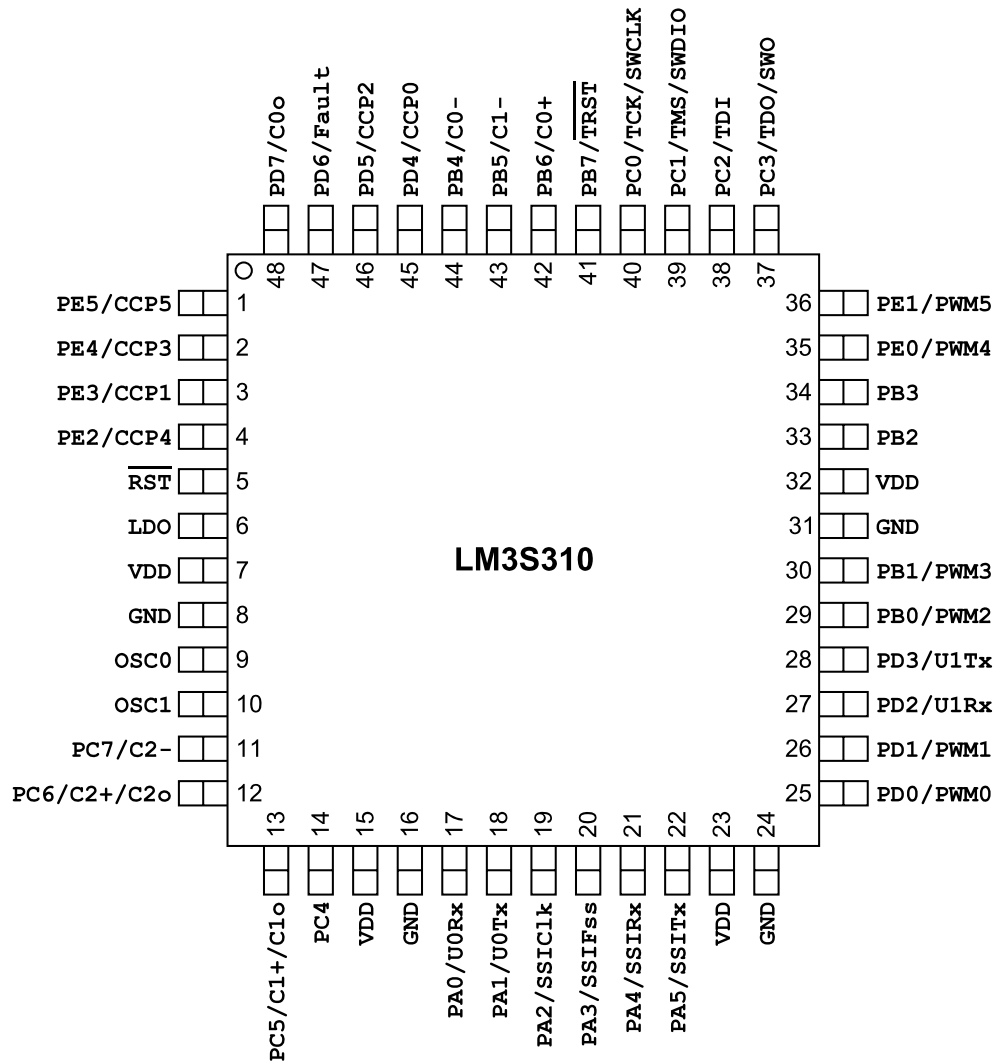 PD7/C0o
PD6/Fault
PD5/CCP2
PD4/CCP0
PB4/C0-
PB5/C1-
PB6/C0+
PB7/TRST
PC0/TCK/SWCLK
PC1/TMS/SWDIO
PC2/TDI
PC3/TDO/SWO
48
47
46
45
44
43
42
41
40
39
38
37
PE5/CCP5 1
PE4/CCP3 2
PE3/CCP1 3
PE2/CCP4 4
RST 5
LDO 6
VDD 7
GND 8
OSC0 9
OSC1 10
PC7/C2- 11
PC6/C2+/C2o 12
LM3S310
36 PE1/PWM5
35 PE0/PWM4
34 PB3
33 PB2
32 VDD
31 GND
30 PB1/PWM3
29 PB0/PWM2
28 PD3/U1Tx
27 PD2/U1Rx
26 PD1/PWM1
25 PD0/PWM0
13
14
15
16
17
18
19
20
21
22
23
24
PC5/C1+/C1o
PC4
VDD
GND
PA0/U0Rx
PA1/U0Tx
PA2/SSIClk
PA3/SSIFss
PA4/SSIRx
PA5/SSITx
VDD
GND